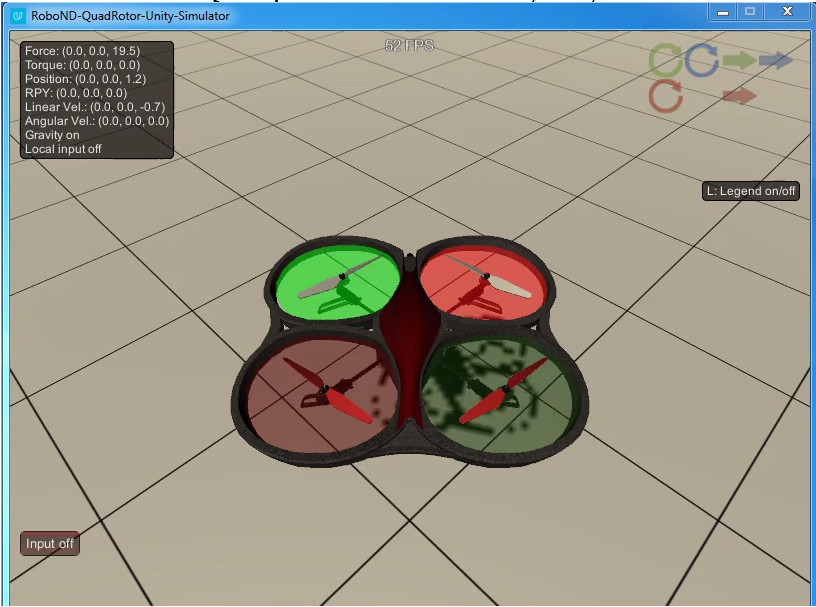 RoboND-QuadRotor-Unity-Simulator
52 FPS
Force: (0.0, 0.0, 19.5)
Torque: (0.0, 0.0, 0.0)
Position: (0.0, 0.0, 1.2)
RPY: (0.0, 0.0, 0.0)
Linear Vel.: (0.0, 0.0, -0.7)
Angular Vel.: (0.0, 0.0, 0.0)
Gravity on
Local input off
L: Legend on/off
Input off